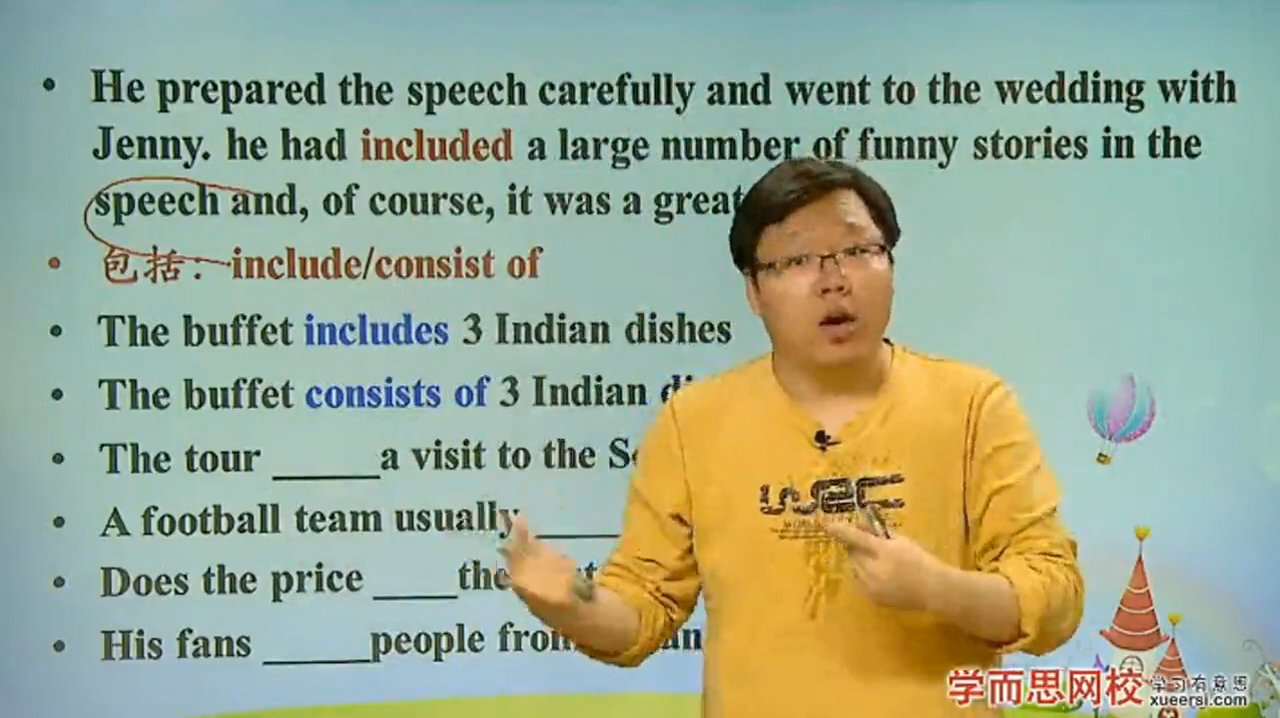 • He prepared the speech carefully and went to the wedding with
Jenny. he had included a large number of funny stories in the
speech and, of course, it was a great
• 包括：include/consist of
• The buffet includes 3 Indian dishes
• The buffet consists of 3 Indian
• The tour _____a visit to the
• A football team usually ____
• Does the price ____the
• His fans _____people from
学而思网校
学习有意思
xueersi.com